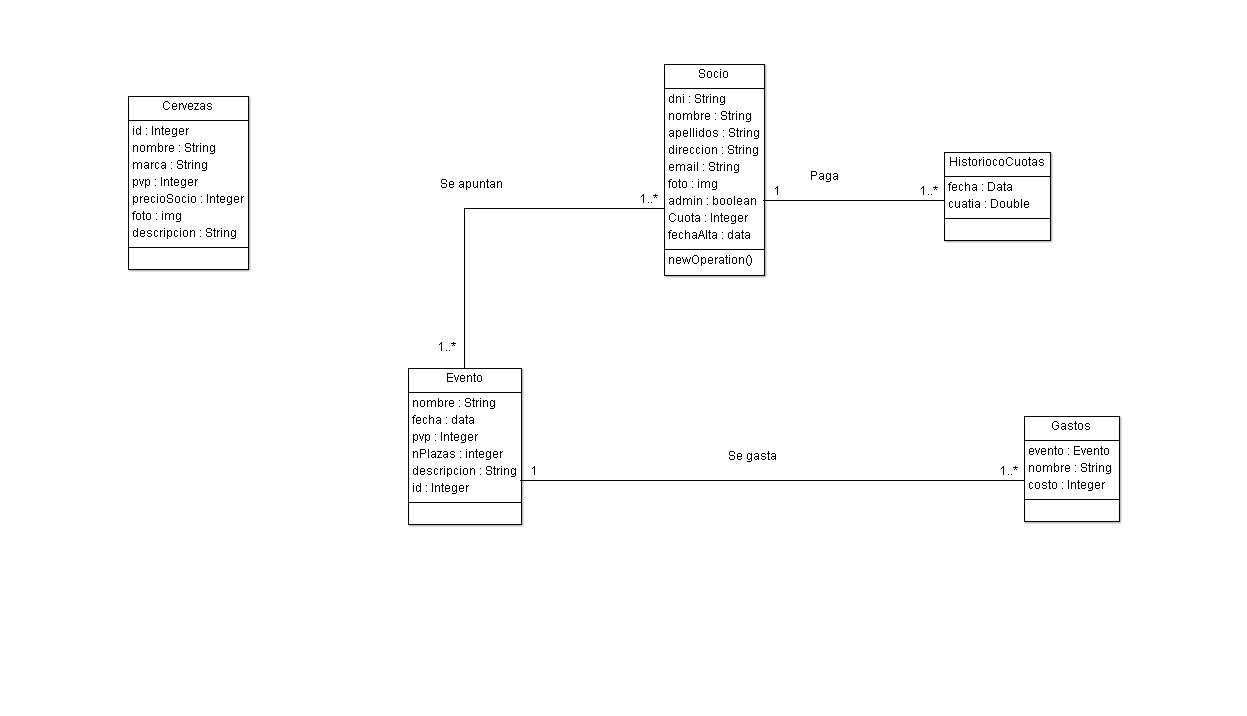 Cervezas
id : Integer
nombre : String
marca : String
pvp : Integer
precioSocio : Integer
foto : img
descripcion : String
Socio
dni : String
nombre : String
apellidos : String
direccion : String
email : String
foto : img
admin : boolean
Cuota : Integer
fechaAlta : data
newOperation()
HistoriocoCuotas
fecha : Data
cuatia : Double
Paga
1
1..*
Se apuntan
1..*
1..*
Evento
nombre : String
fecha : data
pvp : Integer
nPlazas : integer
descripcion : String
id : Integer
Se gasta
1
1..*
Gastos
evento : Evento
nombre : String
costo : Integer